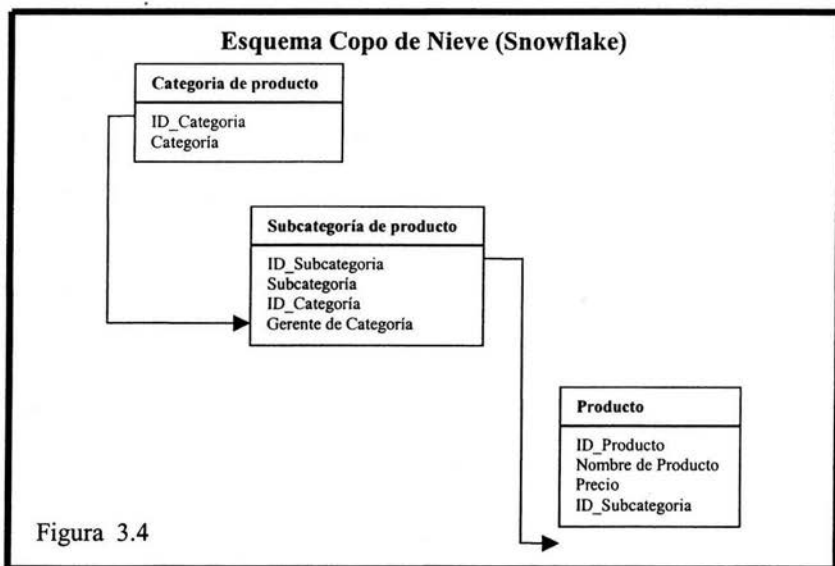 Esquema Copo de Nieve (Snowflake)
Categoria de producto
ID_Categoria
Categoría
Subcategoría de producto
ID_Subcategoria
Subcategoría
ID_Categoría
Gerente de Categoría
Producto
ID_Producto
Nombre de Producto
Precio
ID_Subcategoria
Figura 3.4